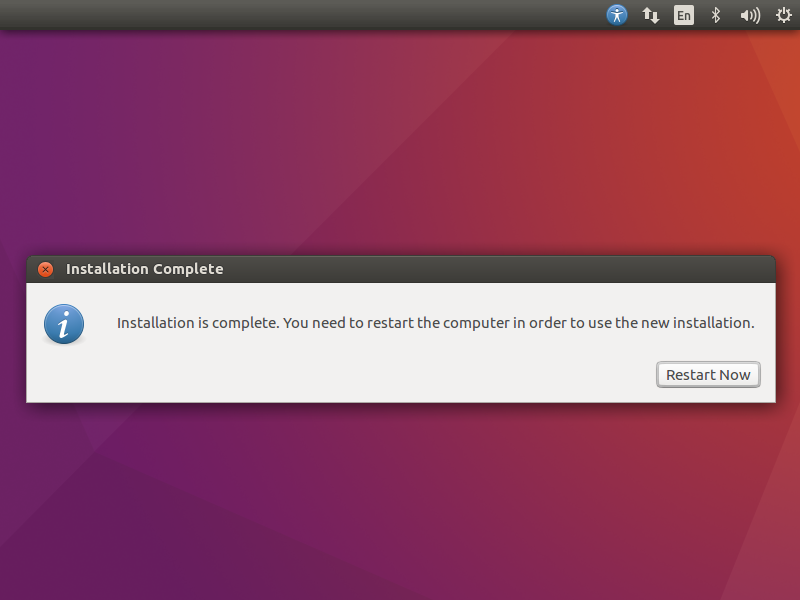 En
Installation Complete
Installation is complete. You need to restart the computer in order to use the new installation.
Restart Now